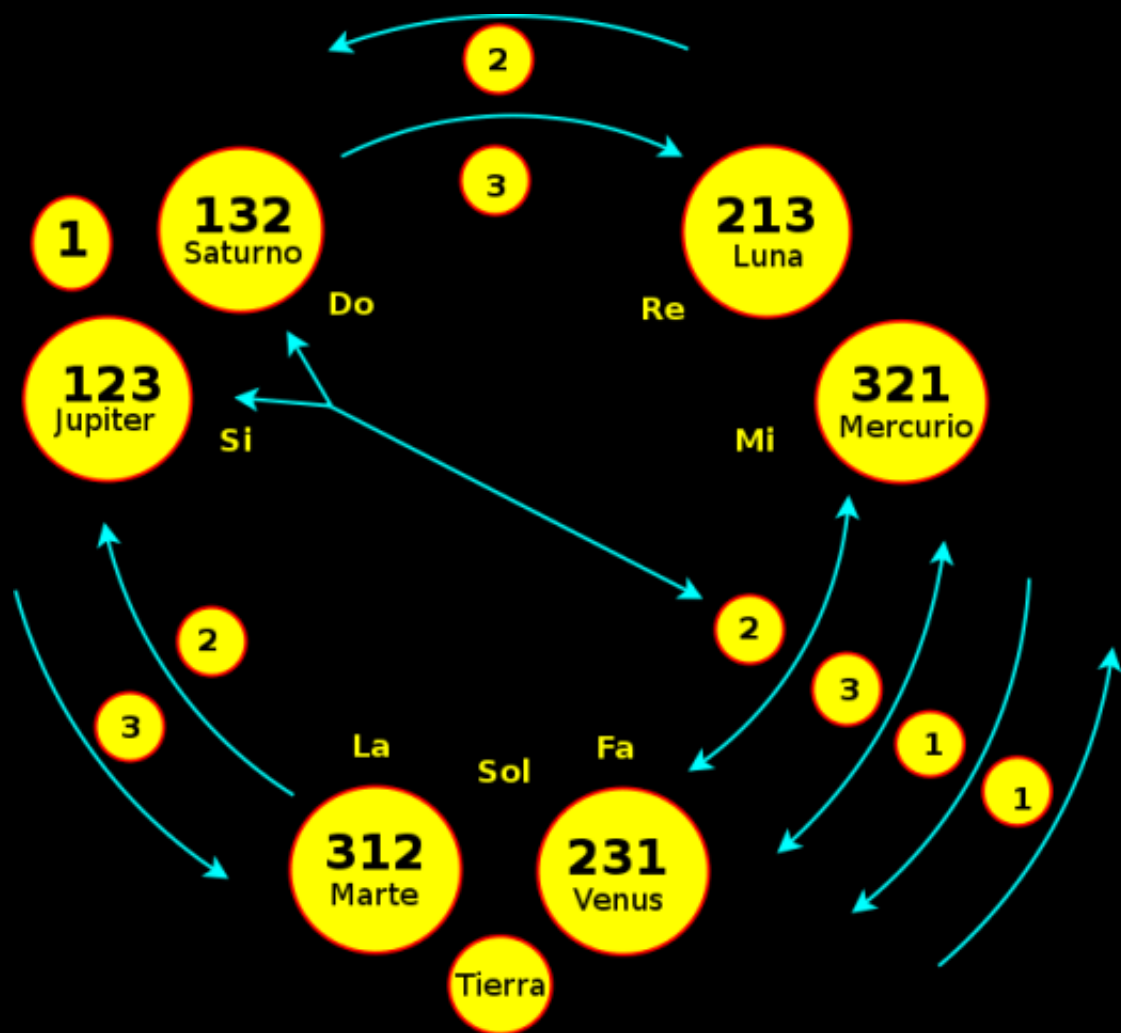 2
3
132
Saturno
213
Luna
1
Do
Re
123
Jupiter
321
Mercurio
Si
Mi
2
2
3
3
1
1
La
Sol
Fa
312
Marte
231
Venus
Tierra